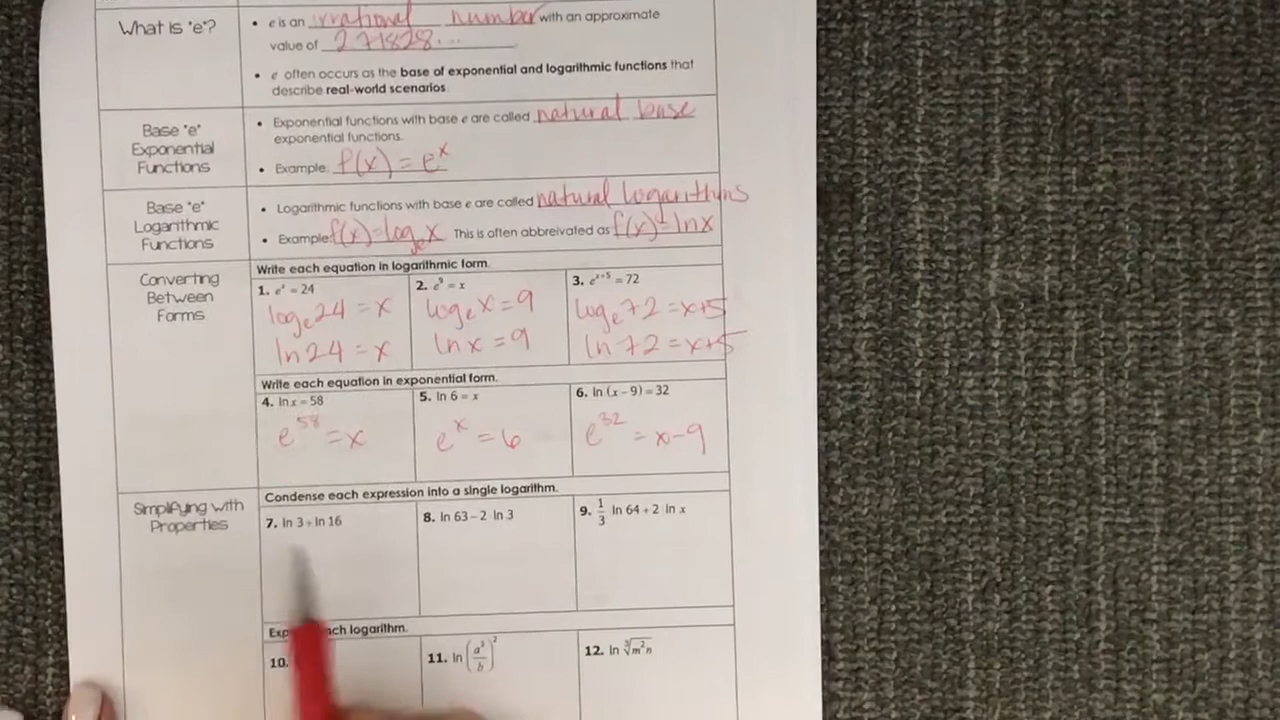 What is "e"?
• e is an irrational number with an approximate
value of 2.71828...
• e often occurs as the base of exponential and logarithmic functions that
describe real-world scenarios.
Base "e"
Exponential
Functions
• Exponential functions with base e are called natural base
exponential functions.
• Example: f(x) = e^x
Base "e"
Logarithmic
Functions
• Logarithmic functions with base e are called natural logarithms
• Example: f(x)=log_e x This is often abbreivated as f(x)=lnx
Converting
Between
Forms
Write each equation in logarithmic form.
1. e^x = 24
log_e 24 = x
ln 24 = x
2. e^9 = x
log_e x = 9
ln x = 9
3. e^(x+5) = 72
log_e 72 = x+5
ln 72 = x+5
Write each equation in exponential form.
4. ln x = 58
e^58 = x
5. ln 6 = x
e^x = 6
6. ln (x – 9) = 32
e^32 = x-9
Simplifying with
Properties
Condense each expression into a single logarithm.
7. ln 3 + ln 16
8. ln 63 – 2 ln 3
9. 1/3 ln 64 + 2 ln x
each logarithm.
10.
11. ln (a^3/b)^2
12. ln ∛(m^2n)